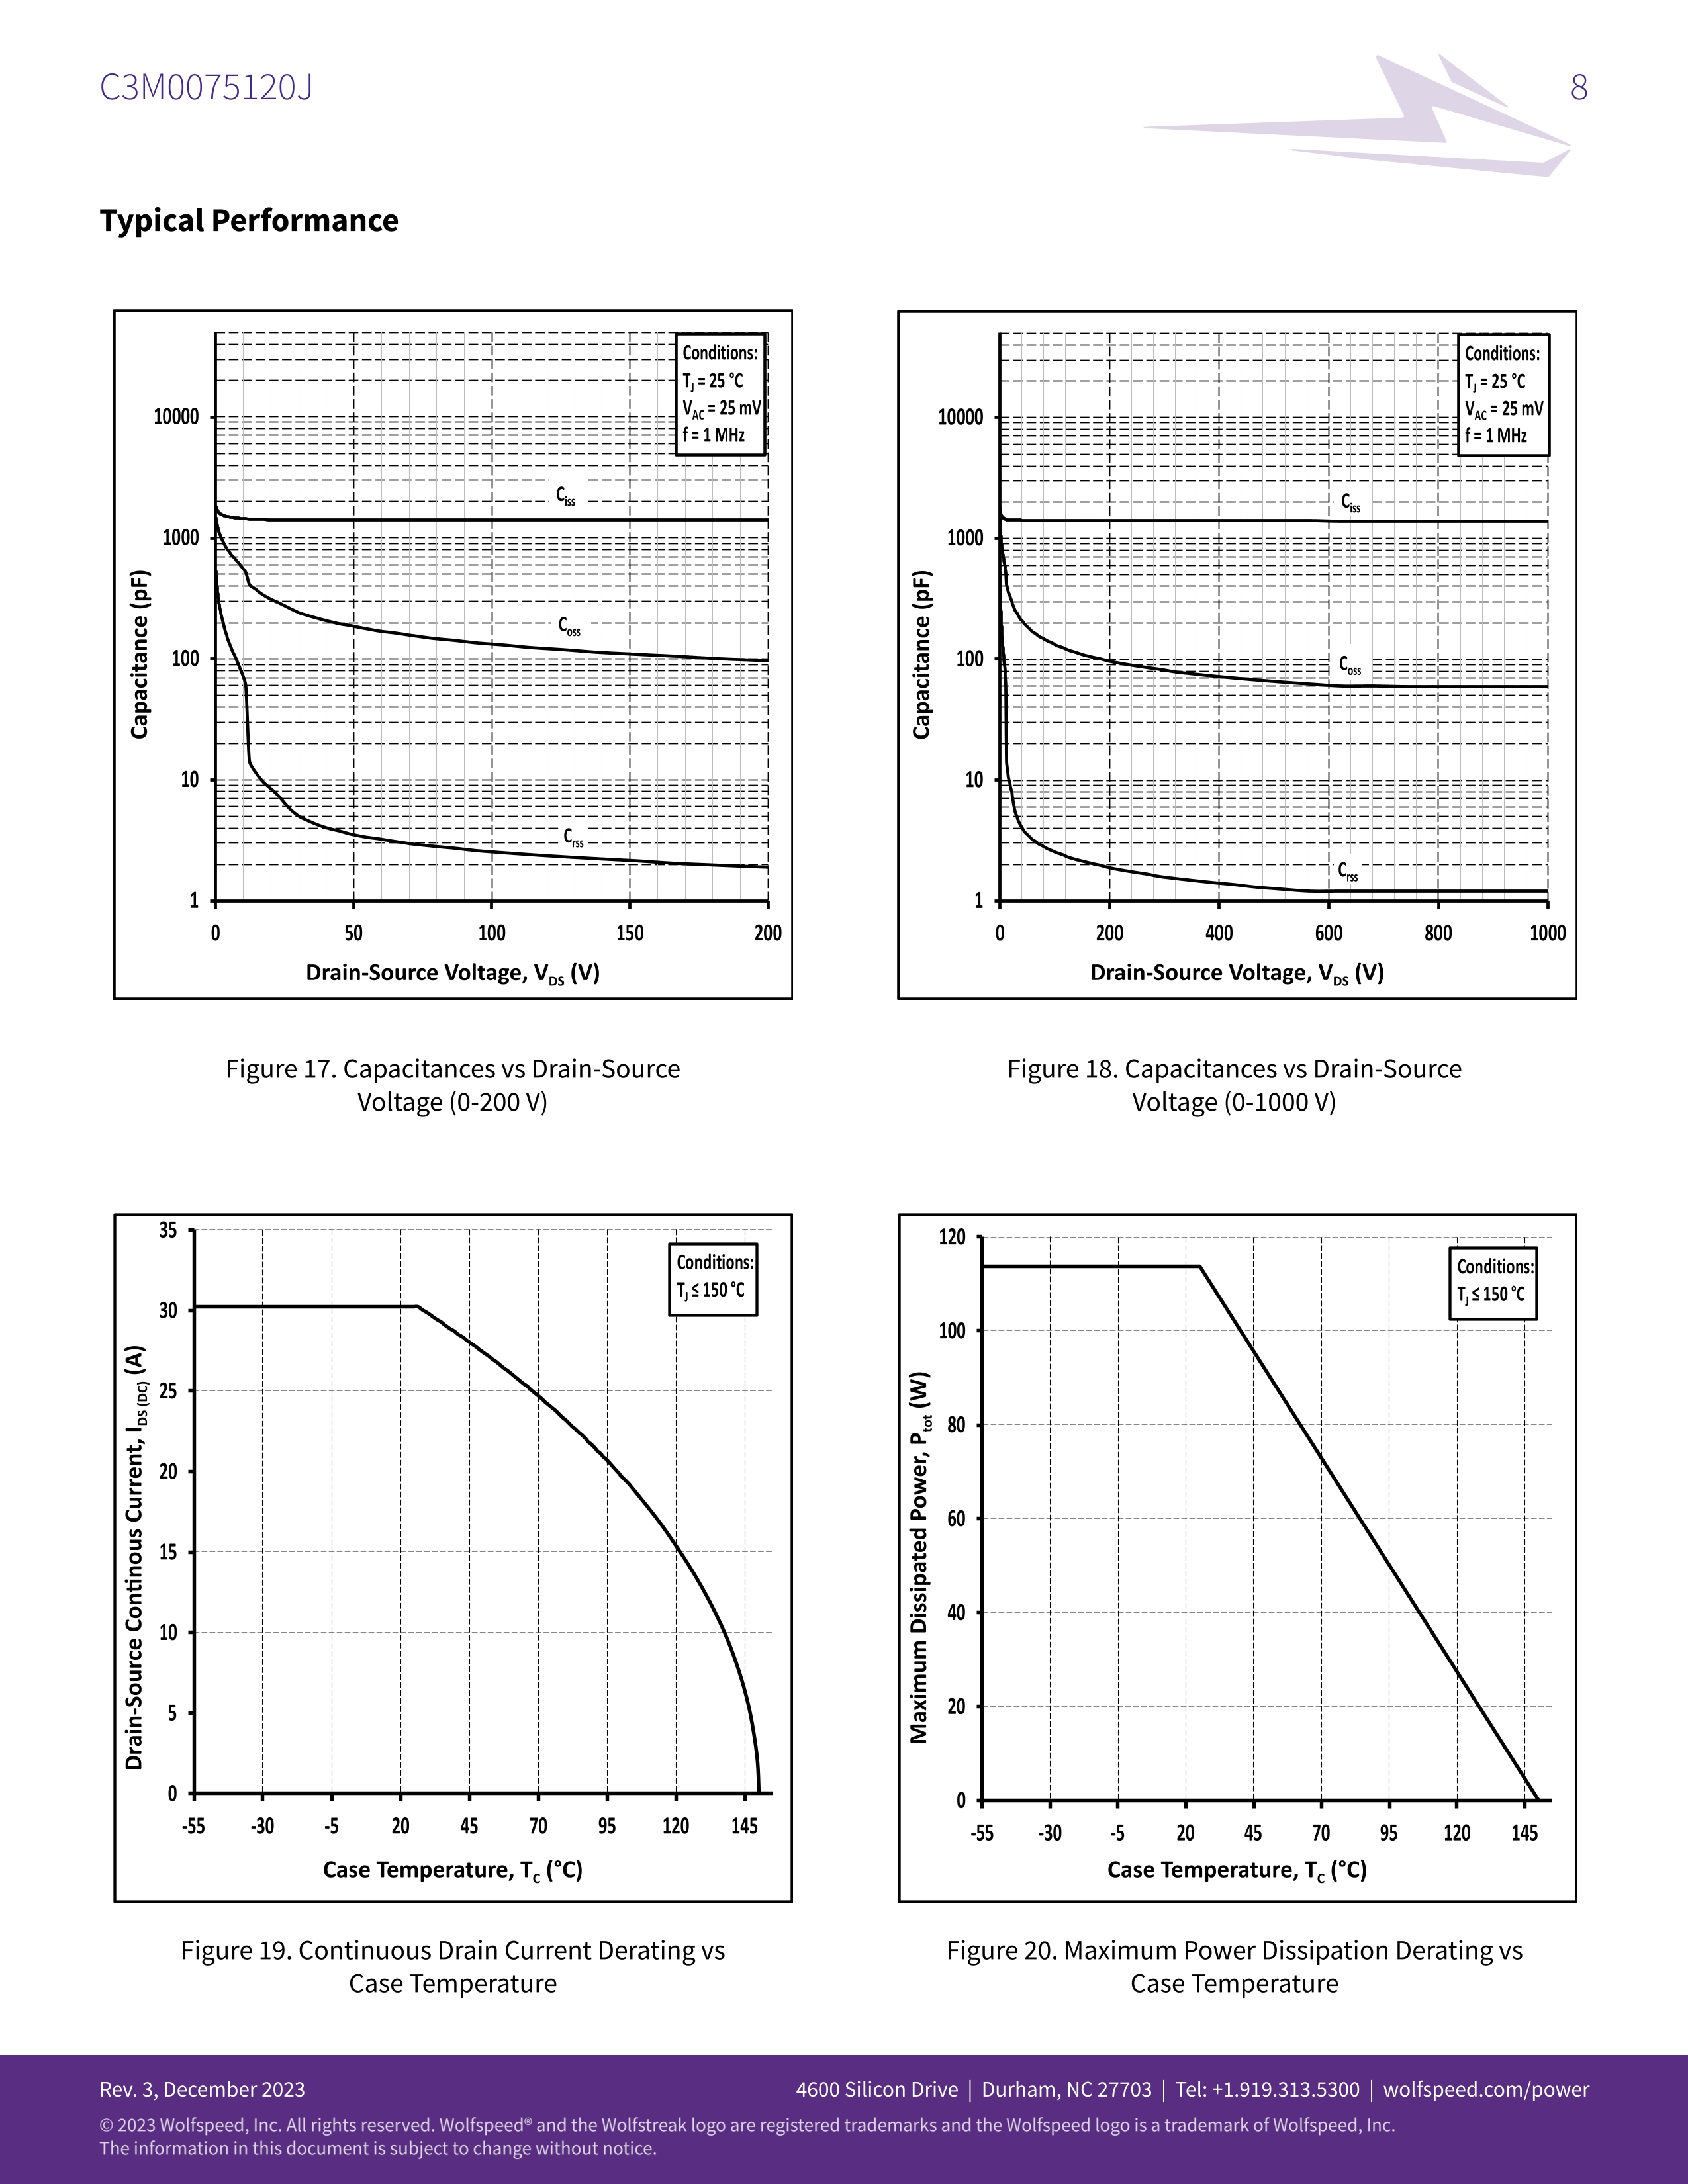 C3M0075120J
8
Typical Performance
Conditions:
TJ = 25 °C
VAC = 25 mV
f = 1 MHz
10000
1000
100
10
1
Ciss
Coss
Crss
0 50 100 150 200
Capacitance (pF)
Drain-Source Voltage, VDS (V)
Figure 17. Capacitances vs Drain-Source
Voltage (0-200 V)
Conditions:
TJ = 25 °C
VAC = 25 mV
f = 1 MHz
10000
1000
100
10
1
Ciss
Coss
Crss
0 200 400 600 800 1000
Capacitance (pF)
Drain-Source Voltage, VDS (V)
Figure 18. Capacitances vs Drain-Source
Voltage (0-1000 V)
Conditions:
TJ ≤ 150 °C
35
30
25
20
15
10
5
0
-55 -30 -5 20 45 70 95 120 145
Drain-Source Continous Current, IDS (DC) (A)
Case Temperature, TC (°C)
Figure 19. Continuous Drain Current Derating vs
Case Temperature
Conditions:
TJ ≤ 150 °C
120
100
80
60
40
20
0
-55 -30 -5 20 45 70 95 120 145
Maximum Dissipated Power, Ptot (W)
Case Temperature, TC (°C)
Figure 20. Maximum Power Dissipation Derating vs
Case Temperature
Rev. 3, December 2023
4600 Silicon Drive | Durham, NC 27703 | Tel: +1.919.313.5300 | wolfspeed.com/power
© 2023 Wolfspeed, Inc. All rights reserved. Wolfspeed® and the Wolfstreak logo are registered trademarks and the Wolfspeed logo is a trademark of Wolfspeed, Inc.
The information in this document is subject to change without notice.